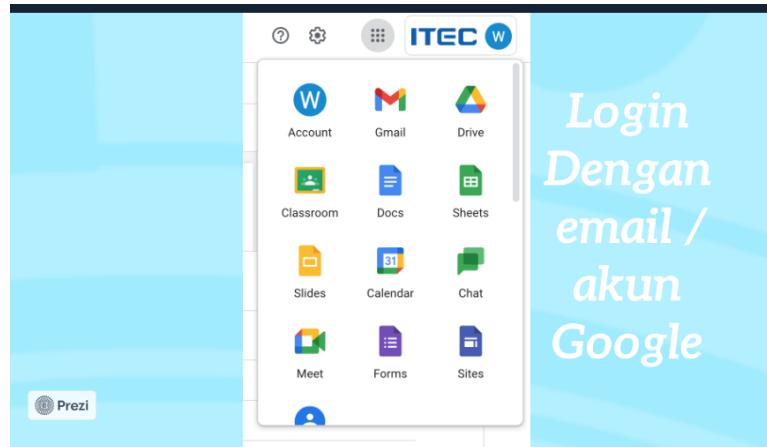 ITEC W
W
Account Gmail Drive
Classroom Docs Sheets
31
Slides Calendar Chat
Meet Forms Sites
Login
Dengan
email /
akun
Google
Prezi